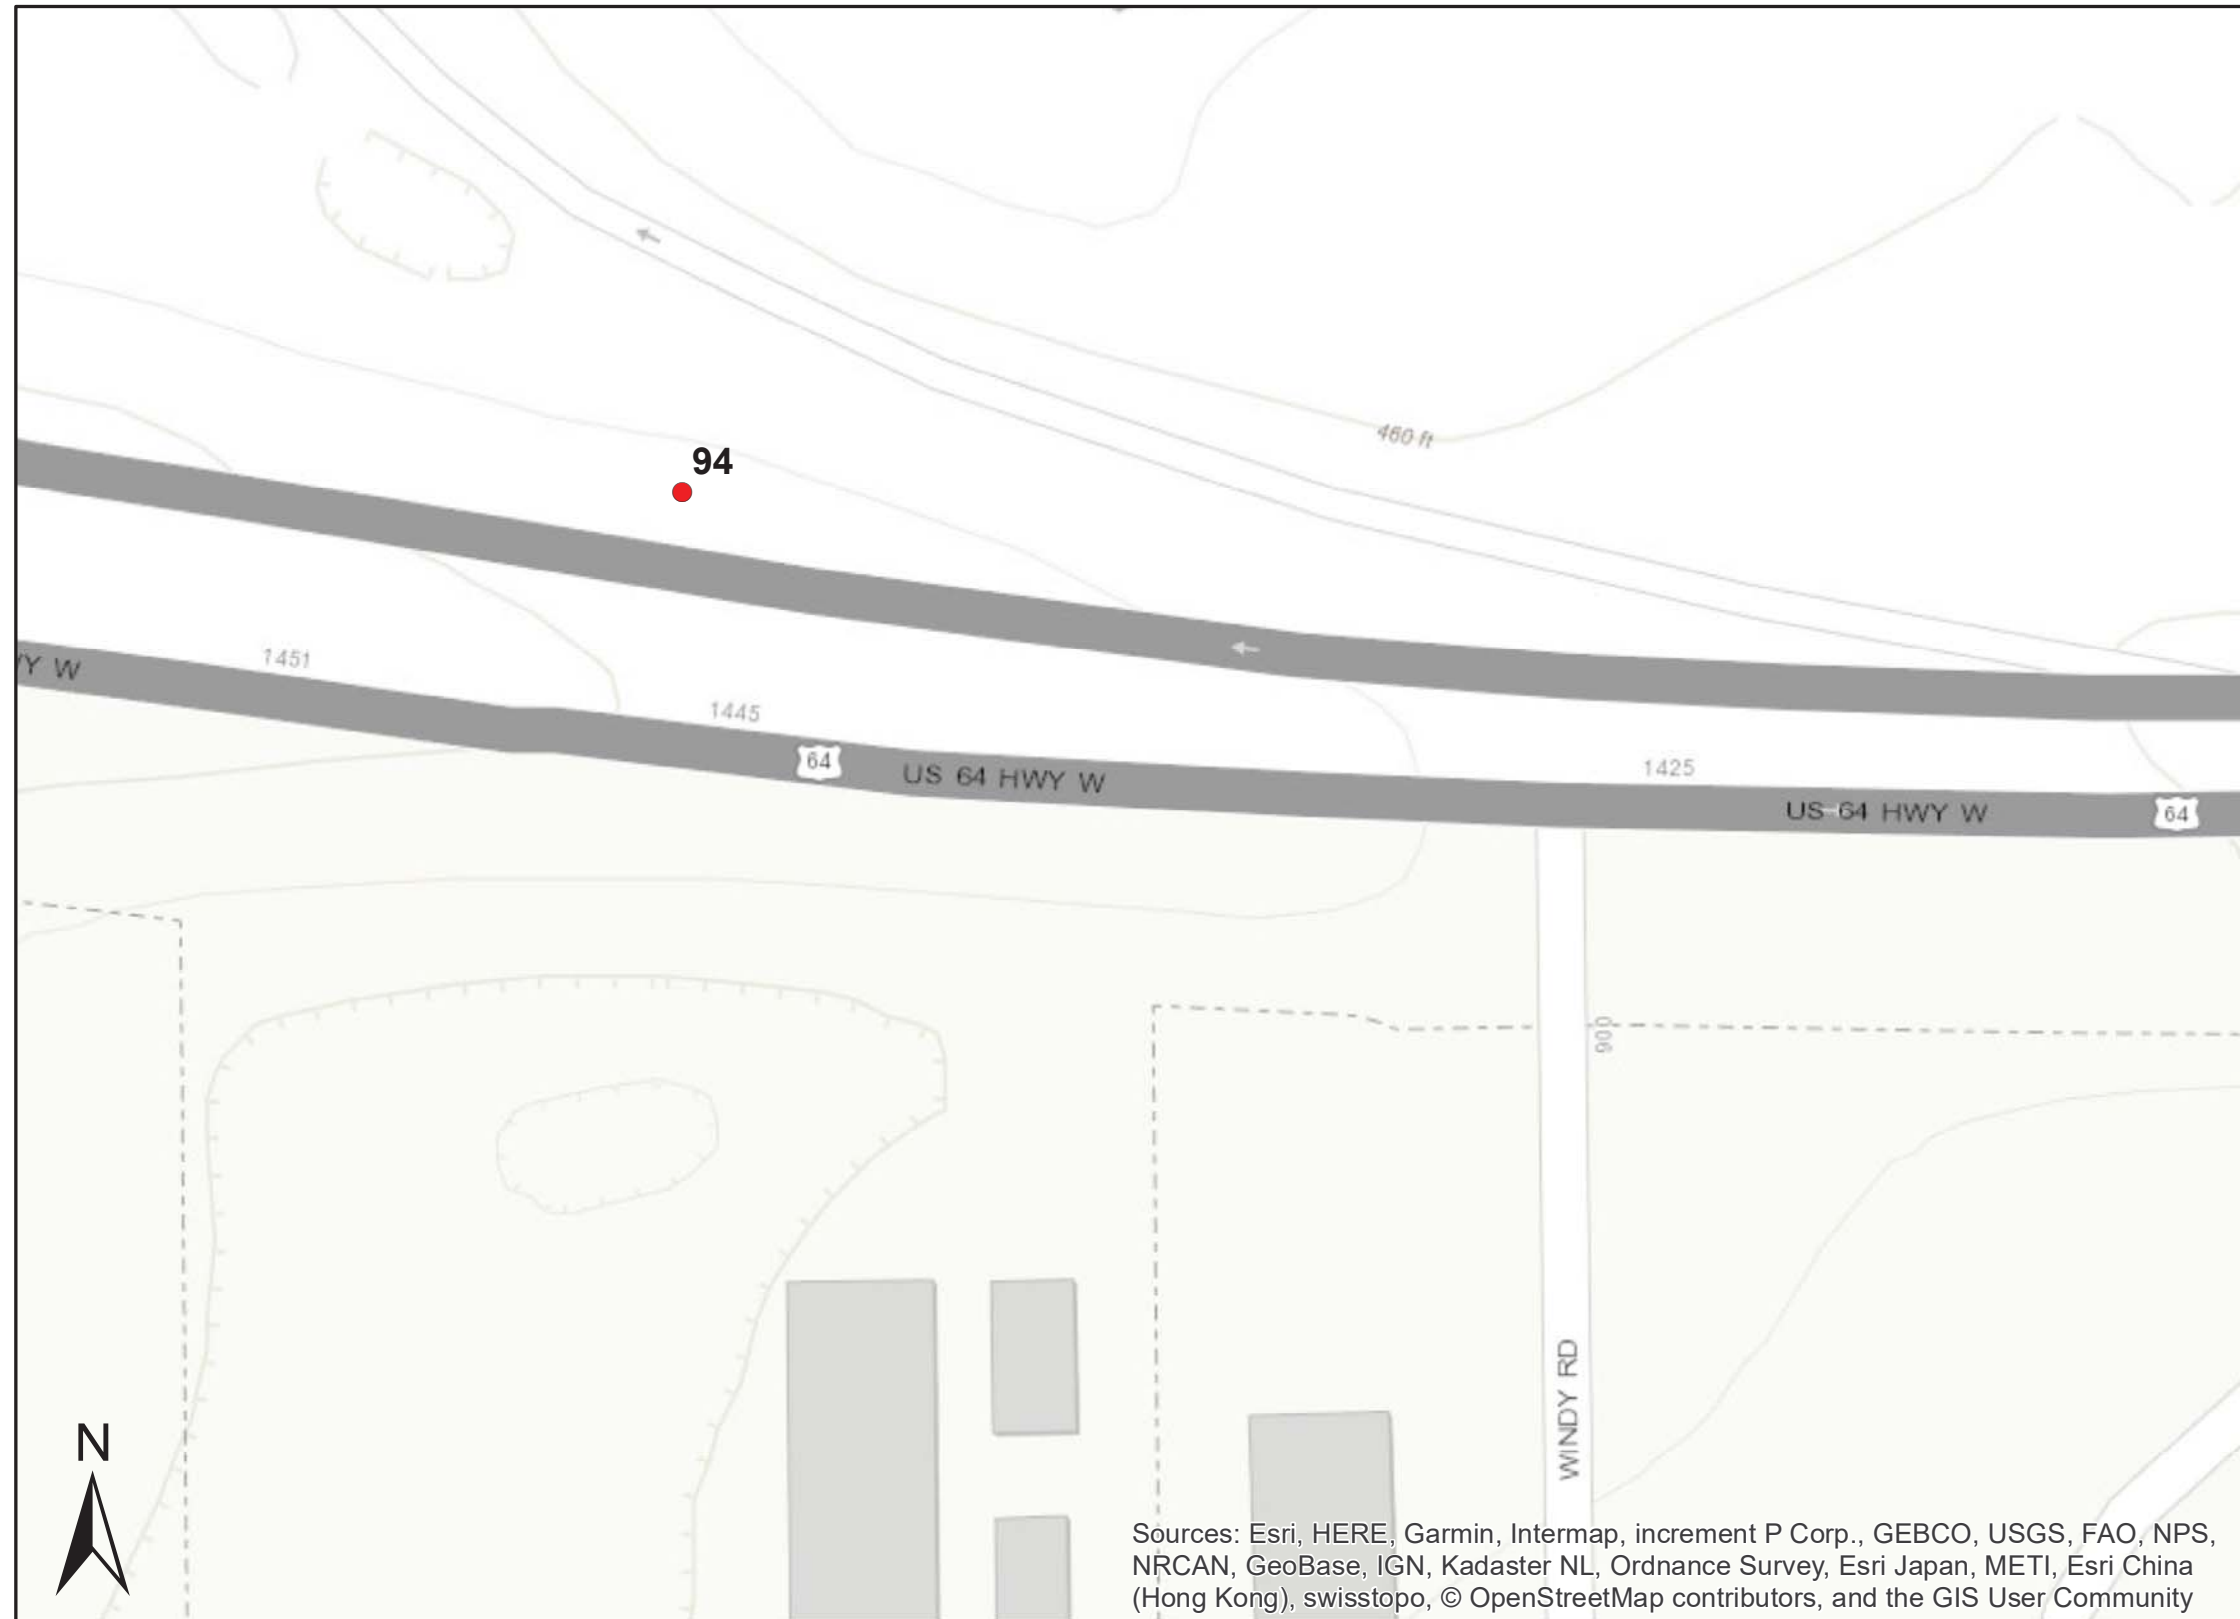 460 ft
94
1451
Y W
1445
64
US 64 HWY W
1425
US 64 HWY W
64
900
WINDY RD
N
Sources: Esri, HERE, Garmin, Intermap, increment P Corp., GEBCO, USGS, FAO, NPS,
NRCAN, GeoBase, IGN, Kadaster NL, Ordnance Survey, Esri Japan, METI, Esri China
(Hong Kong), swisstopo, © OpenStreetMap contributors, and the GIS User Community